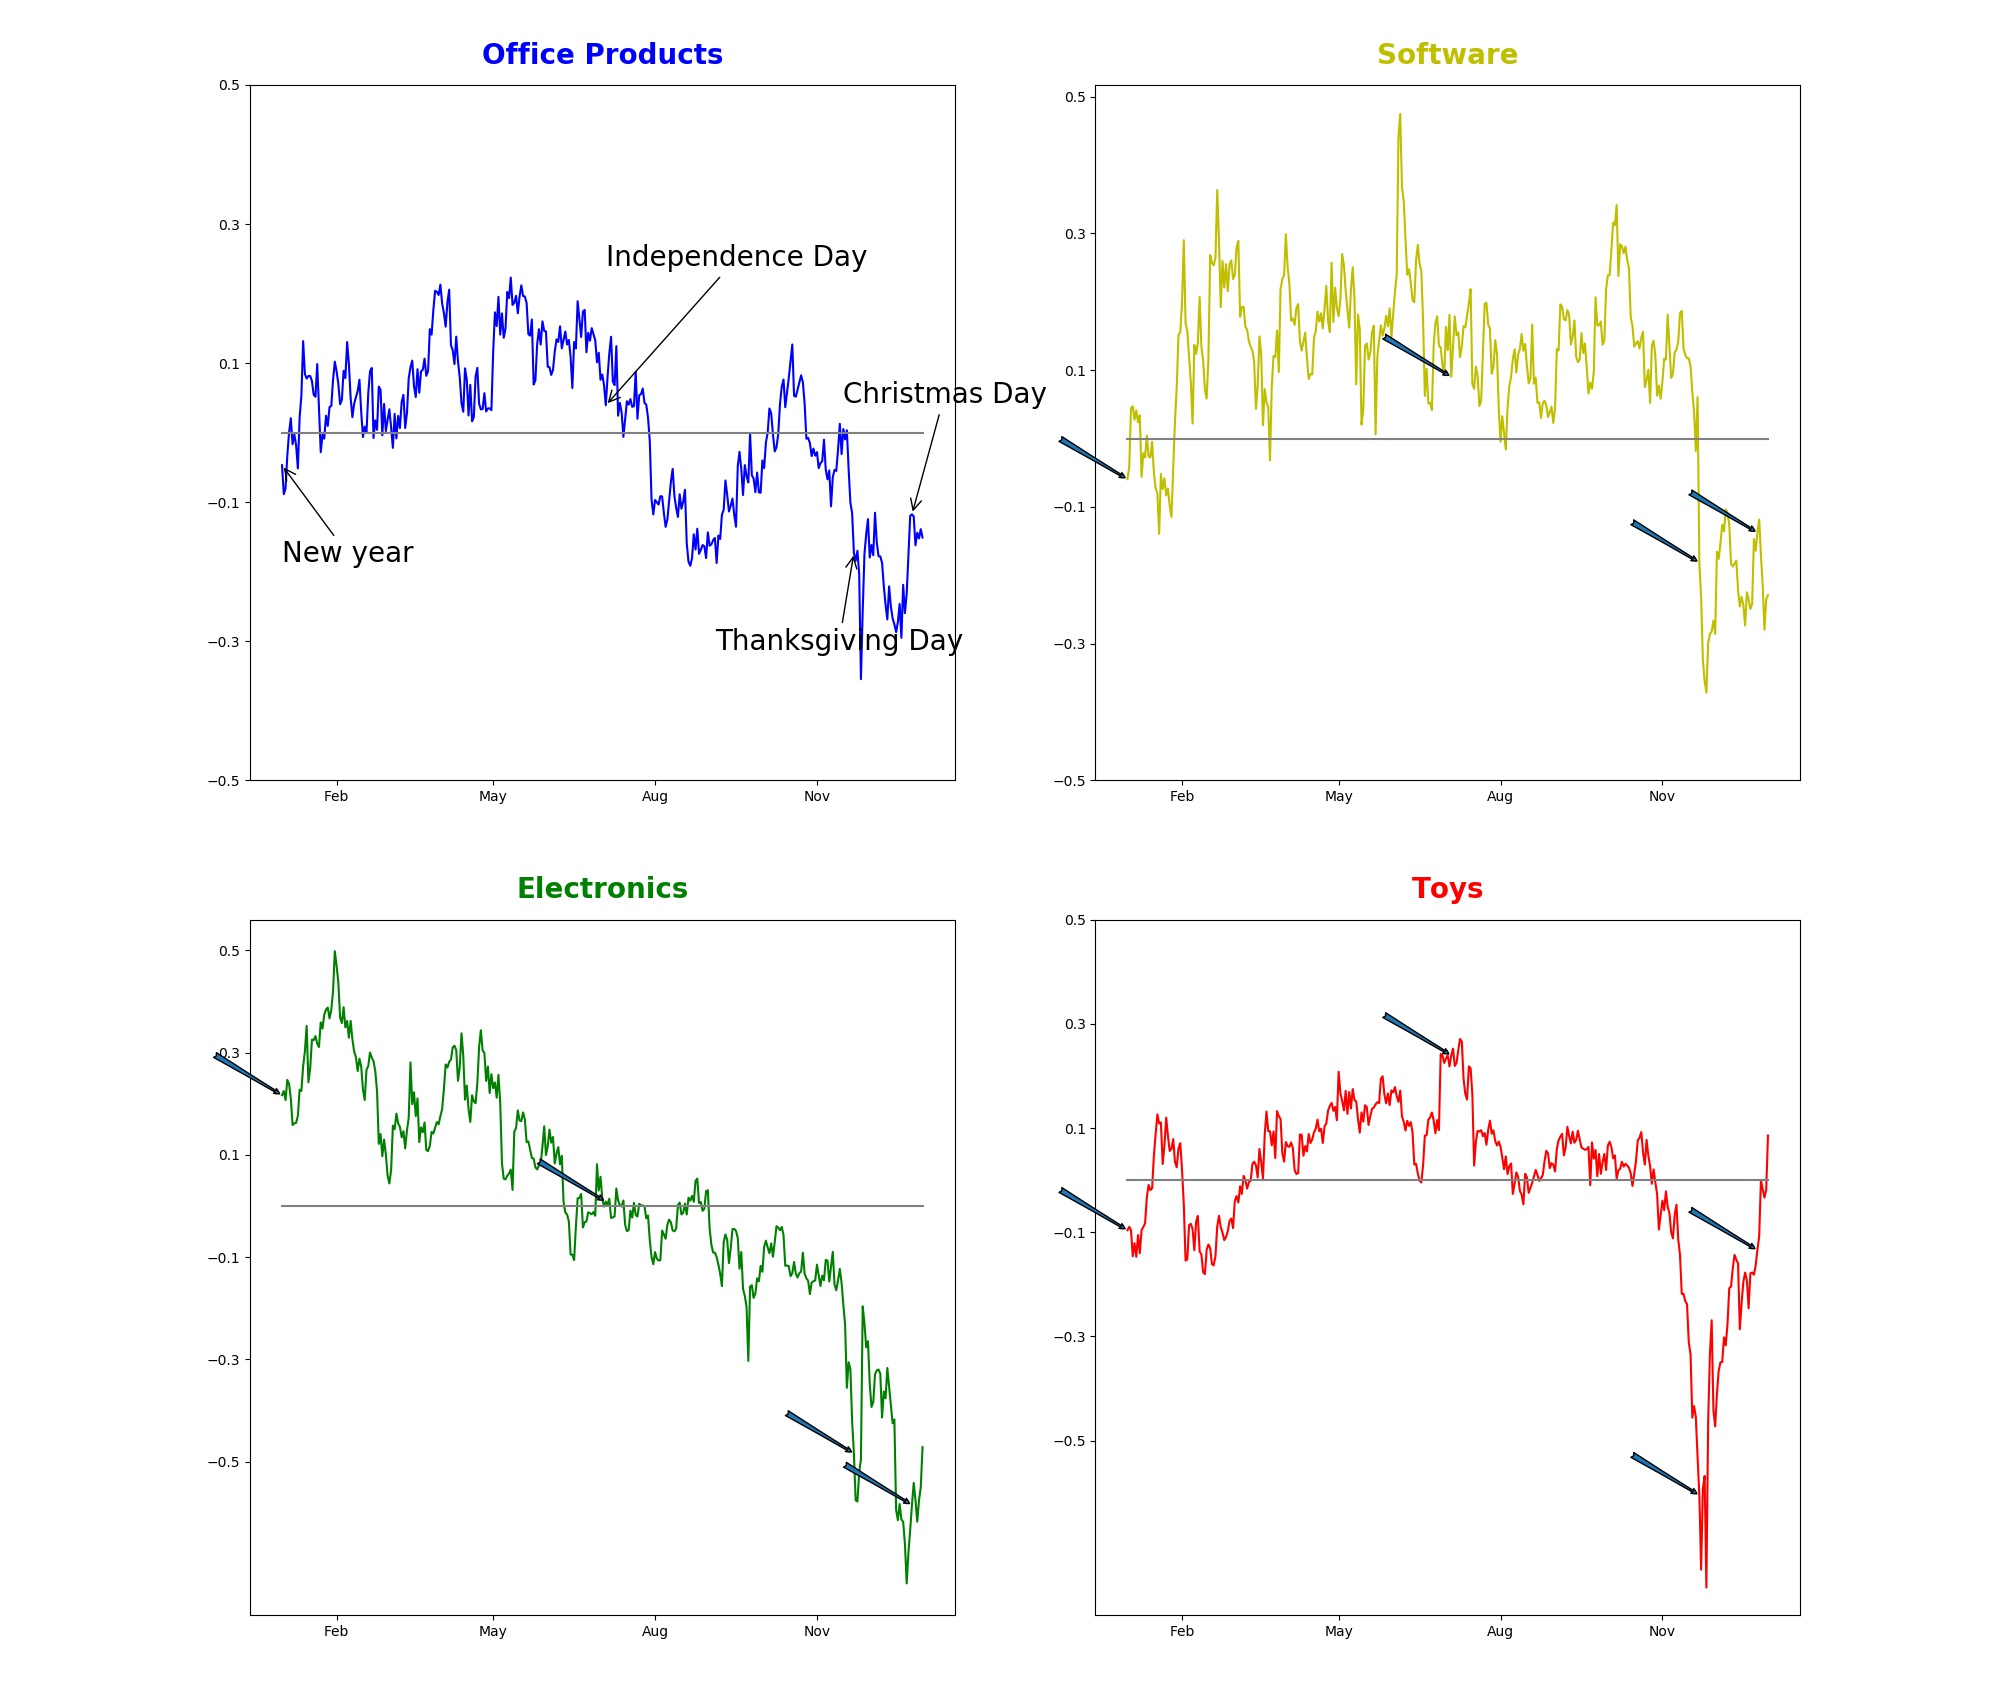 Office Products
0.5
0.3
0.1
−0.1
−0.3
−0.5
Independence Day
Christmas Day
New year
Thanksgiving Day
Feb May Aug Nov
Software
0.5
0.3
0.1
−0.1
−0.3
−0.5
Feb May Aug Nov
Electronics
0.5
0.3
0.1
−0.1
−0.3
−0.5
Feb May Aug Nov
Toys
0.5
0.3
0.1
−0.1
−0.3
−0.5
Feb May Aug Nov